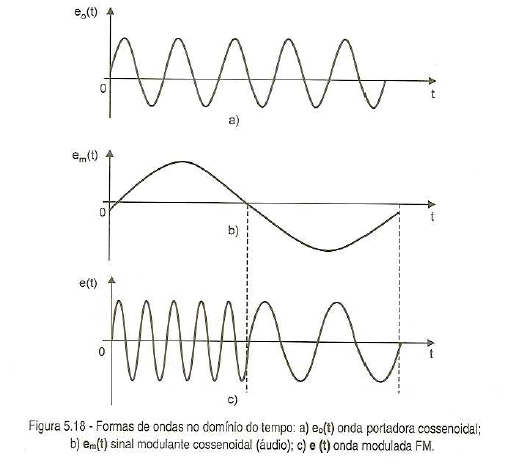 eₒ(t)
0
t
a)
eₘ(t)
0
t
b)
e(t)
0
t
c)
Figura 5.18 - Formas de ondas no domínio do tempo: a) eₒ(t) onda portadora cossenoidal;
b) eₘ(t) sinal modulante cossenoidal (áudio); c) e (t) onda modulada FM.